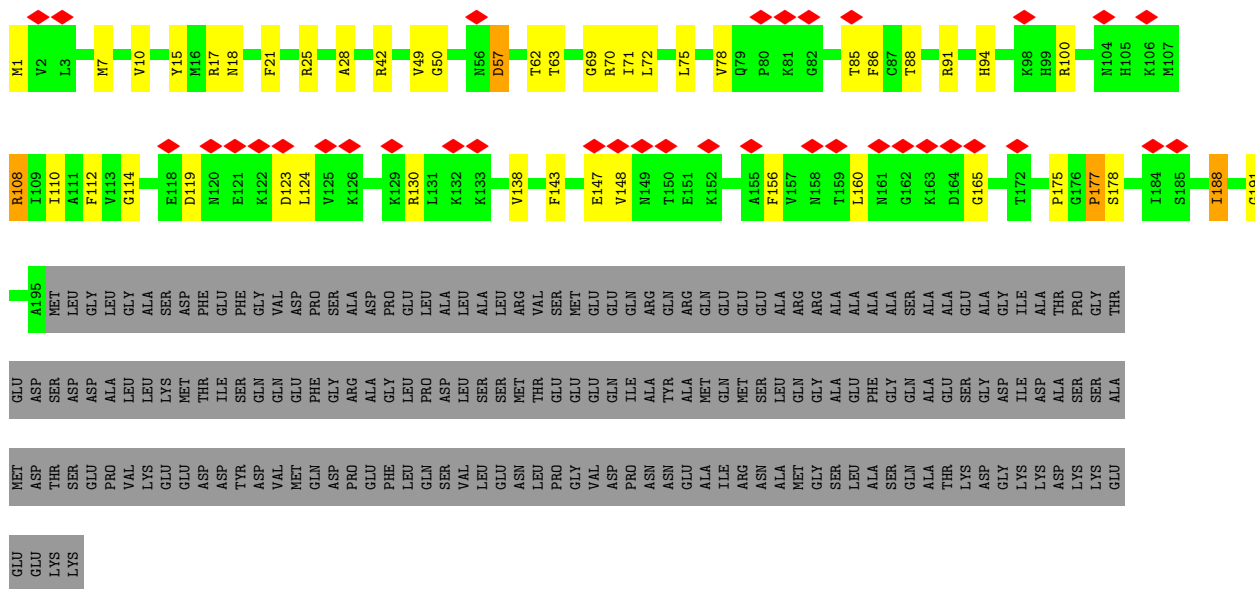 M1 V2 L3 M7 V10 Y15 M16 R17 N18 F21 R25 A28 R42 V49 G50 N56 D57 T62 T63 G69 R70 I71 L72 L75 V78 Q79 P80 K81 G82 T85 F86 C87 T88 R91 H94 K98 H99 R100 N104 H105 K106 M107
R108 I109 I110 A111 F112 V113 G114 E118 D119 N120 E121 K122 D123 L124 V125 K126 K129 R130 L131 K132 K133 V138 F143 E147 V148 N149 T150 E151 K152 A155 F156 V157 N158 T159 L160 N161 G162 K163 D164 G165 T172 P175 G176 P177 S178 I184 S185 I188 G191
A195 MET LEU GLY LEU GLY ALA SER ASP PHE GLU PHE GLY VAL ASP PRO SER ALA ASP PRO GLU LEU ALA LEU ALA LEU ARG VAL SER MET GLU GLU GLN ARG GLN ARG GLN GLU GLU GLU ALA ARG ARG ALA ALA ALA ALA SER ALA ALA GLU ALA GLY ILE ALA THR PRO GLY THR
GLU ASP SER ASP ASP ALA LEU LEU LYS MET THR ILE SER GLN GLN GLU PHE GLY ARG ALA GLY LEU PRO ASP LEU SER SER MET THR GLU GLU GLU GLN ILE ALA TYR ALA MET GLN MET SER LEU GLN GLY ALA GLU PHE GLY GLN ALA GLU SER GLY ASP ILE ASP ALA SER SER ALA
MET ASP THR SER GLU PRO VAL LYS GLU GLU ASP ASP TYR ASP VAL MET GLN ASP PRO GLU PHE LEU GLN SER VAL LEU GLU ASN LEU PRO GLY VAL ASP PRO ASN ASN GLU ALA ILE ARG ASN ALA MET GLY SER LEU ALA SER GLN ALA THR LYS ASP GLY LYS LYS ASP LYS LYS GLU
GLU GLU LYS LYS